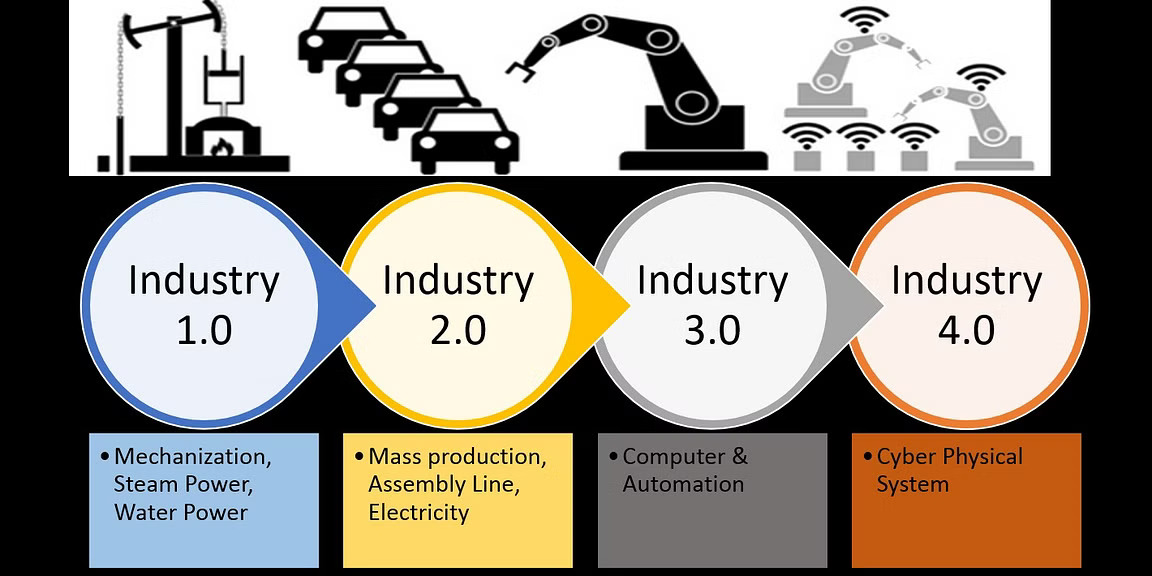 Industry
1.0
Industry
2.0
Industry
3.0
Industry
4.0
• Mechanization,
Steam Power,
Water Power
• Mass production,
Assembly Line,
Electricity
• Computer &
Automation
• Cyber Physical
System